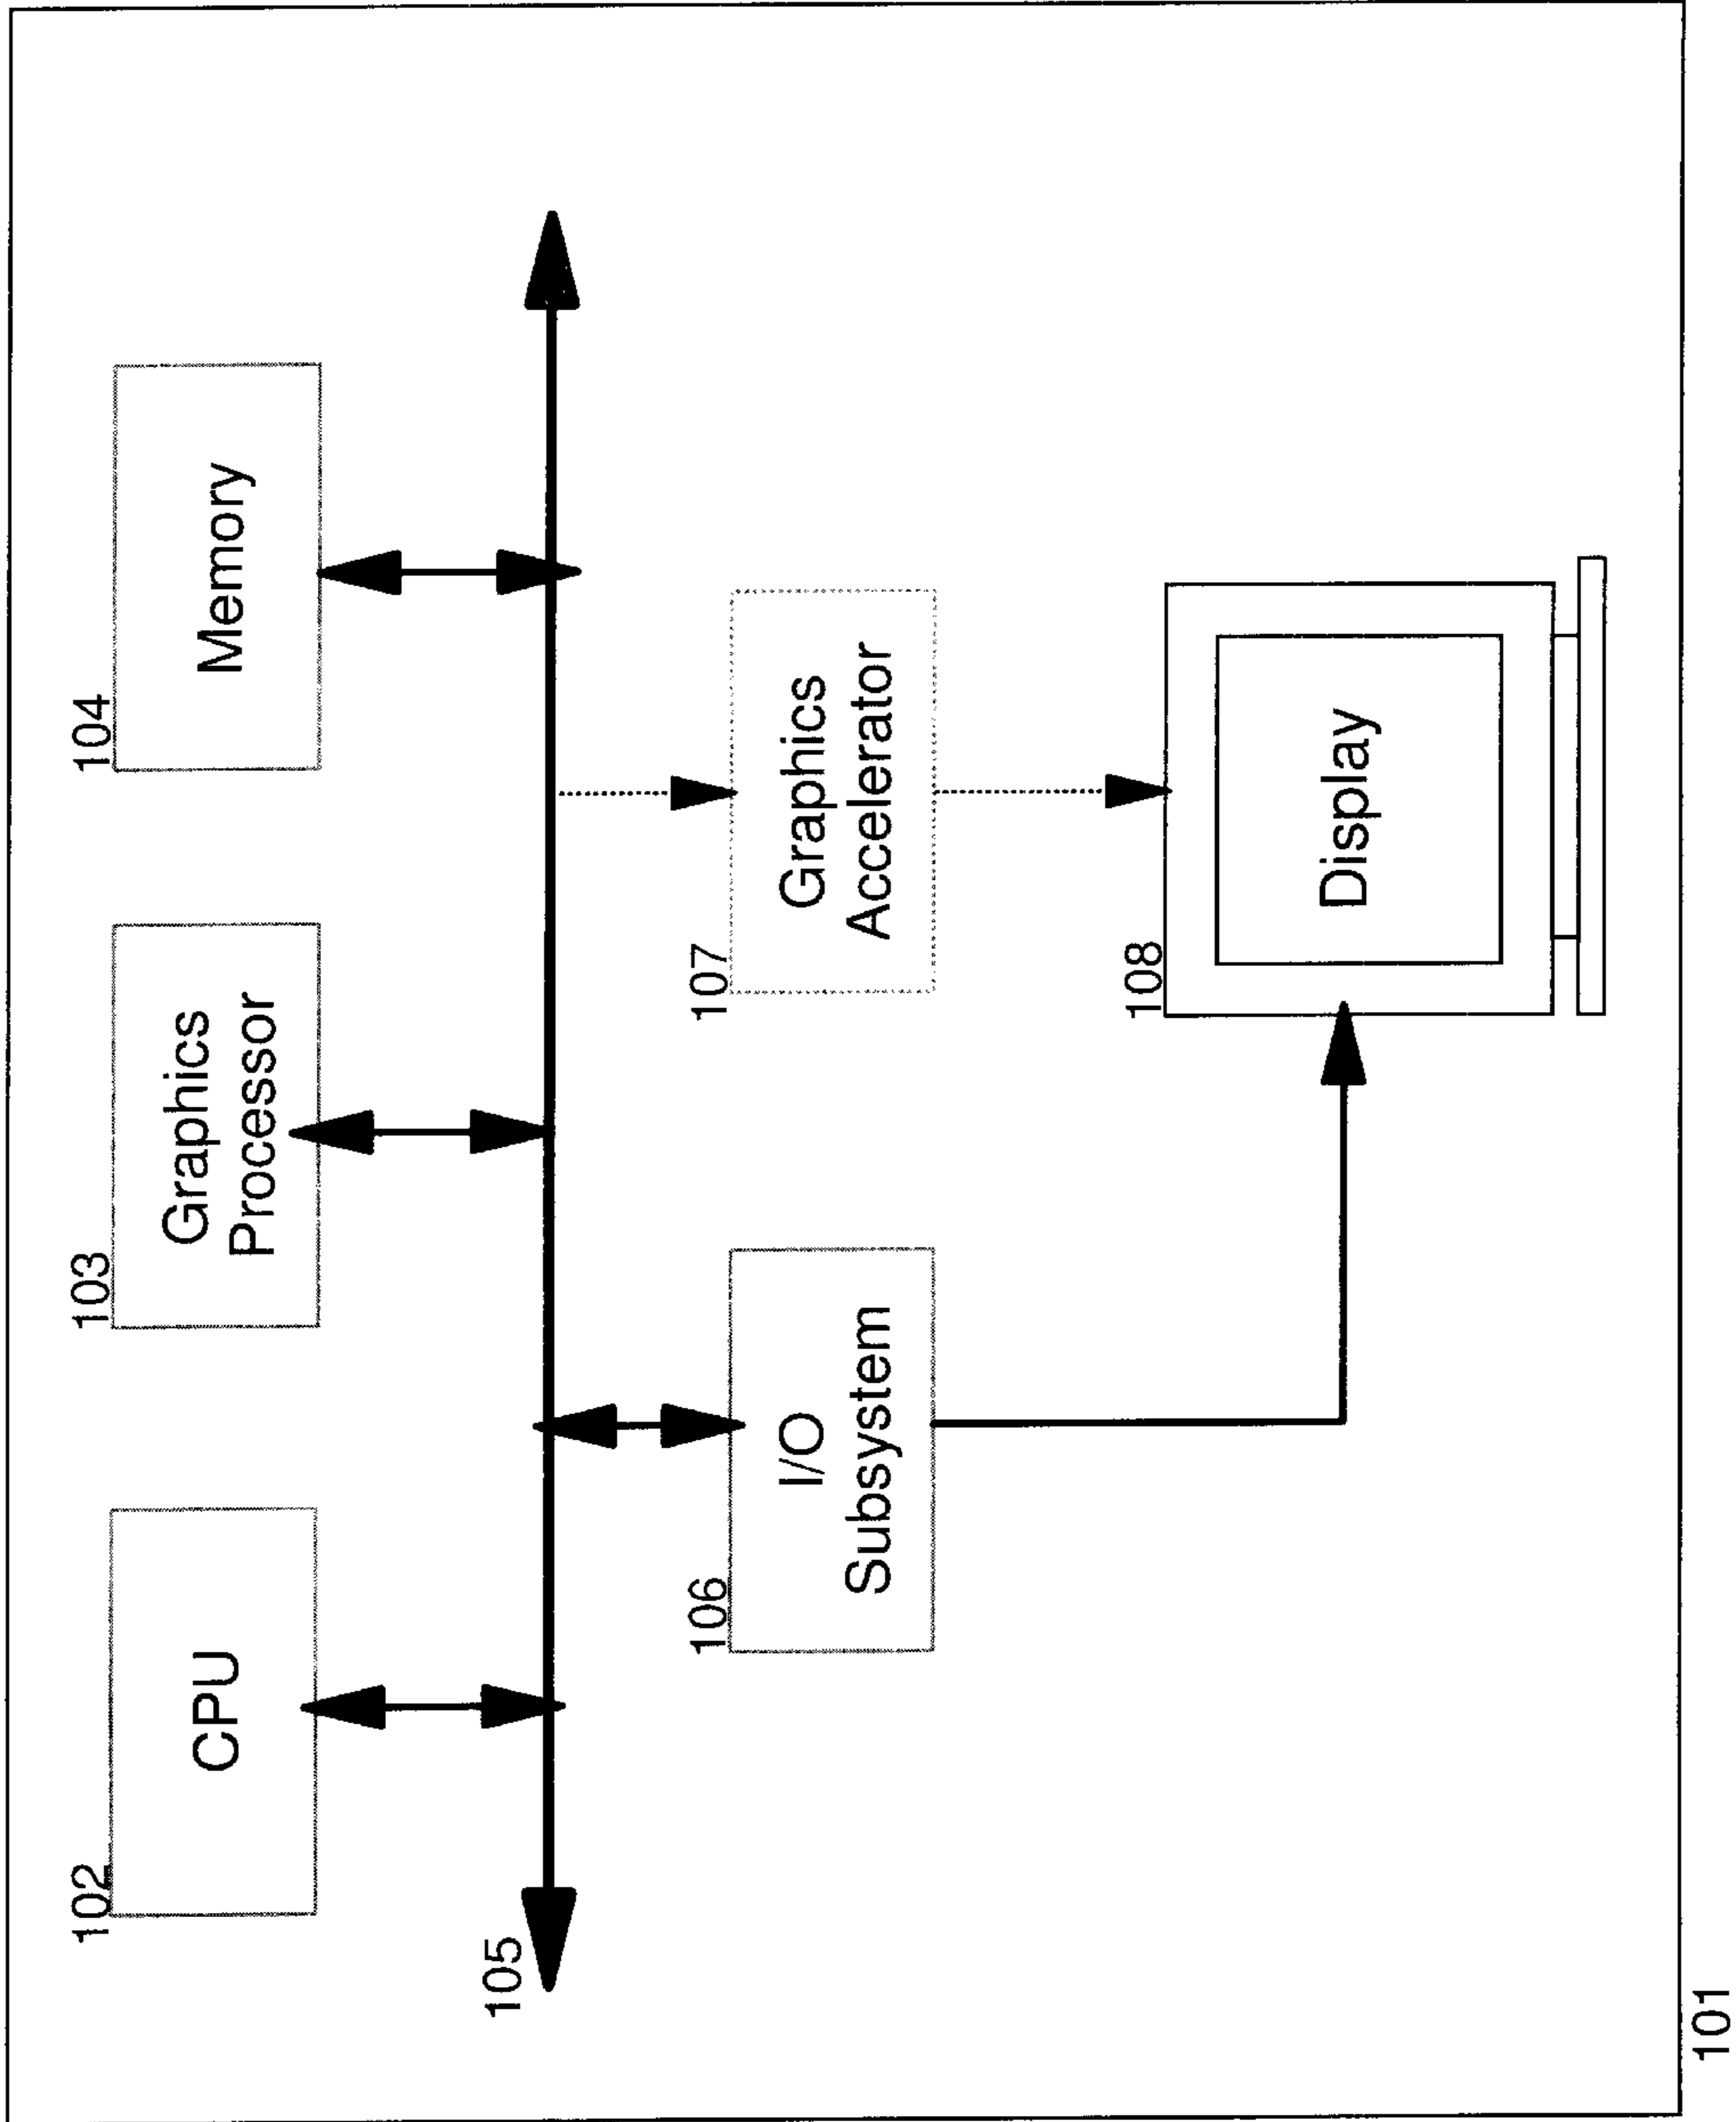 102
CPU
103
Graphics
Processor
104
Memory
105
106
I/O
Subsystem
107
Graphics
Accelerator
108
Display
101